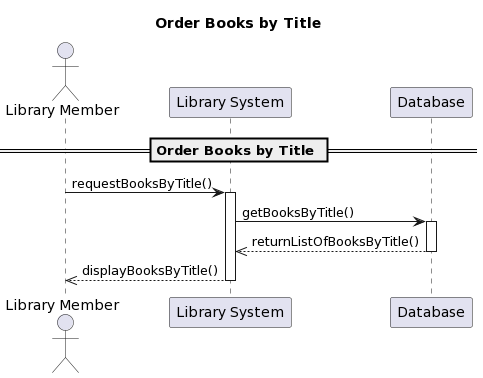 Order Books by Title
Library Member
Library System
Database
Order Books by Title
requestBooksByTitle()
getBooksByTitle()
returnListOfBooksByTitle()
displayBooksByTitle()
Library Member
Library System
Database